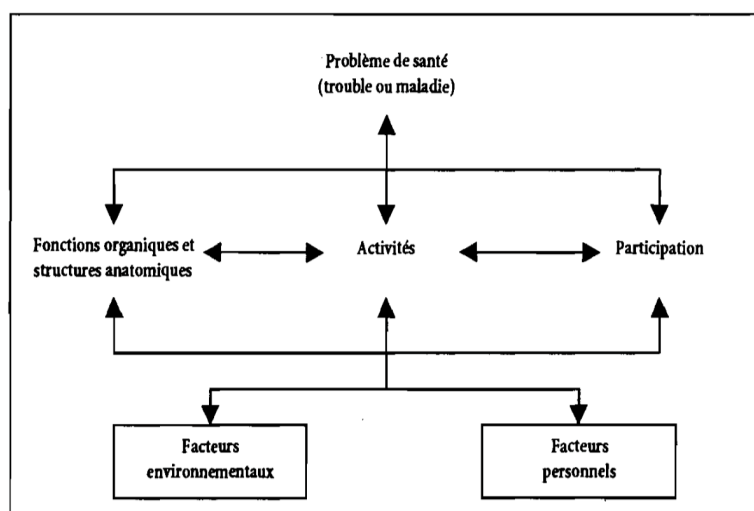 Problème de santé
(trouble ou maladie)
Fonctions organiques et
structures anatomiques
Activités
Participation
Facteurs
environnementaux
Facteurs
personnels